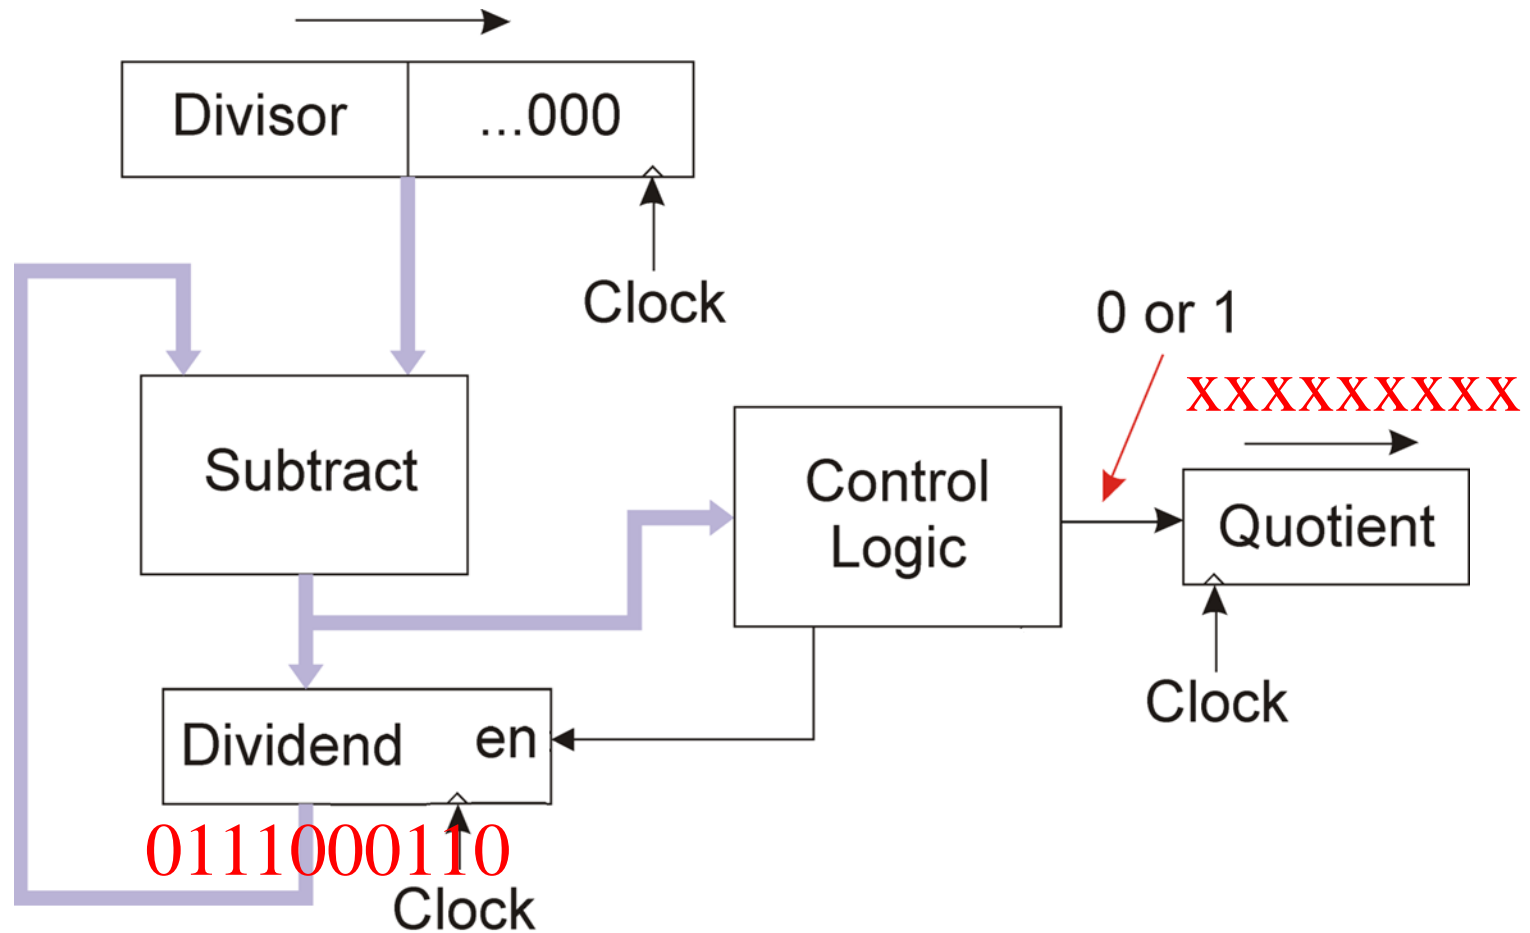 Divisor
...000
Clock
0 or 1
xxxxxxxxx
Subtract
Control
Logic
Quotient
Clock
Dividend
en
0111000110
Clock